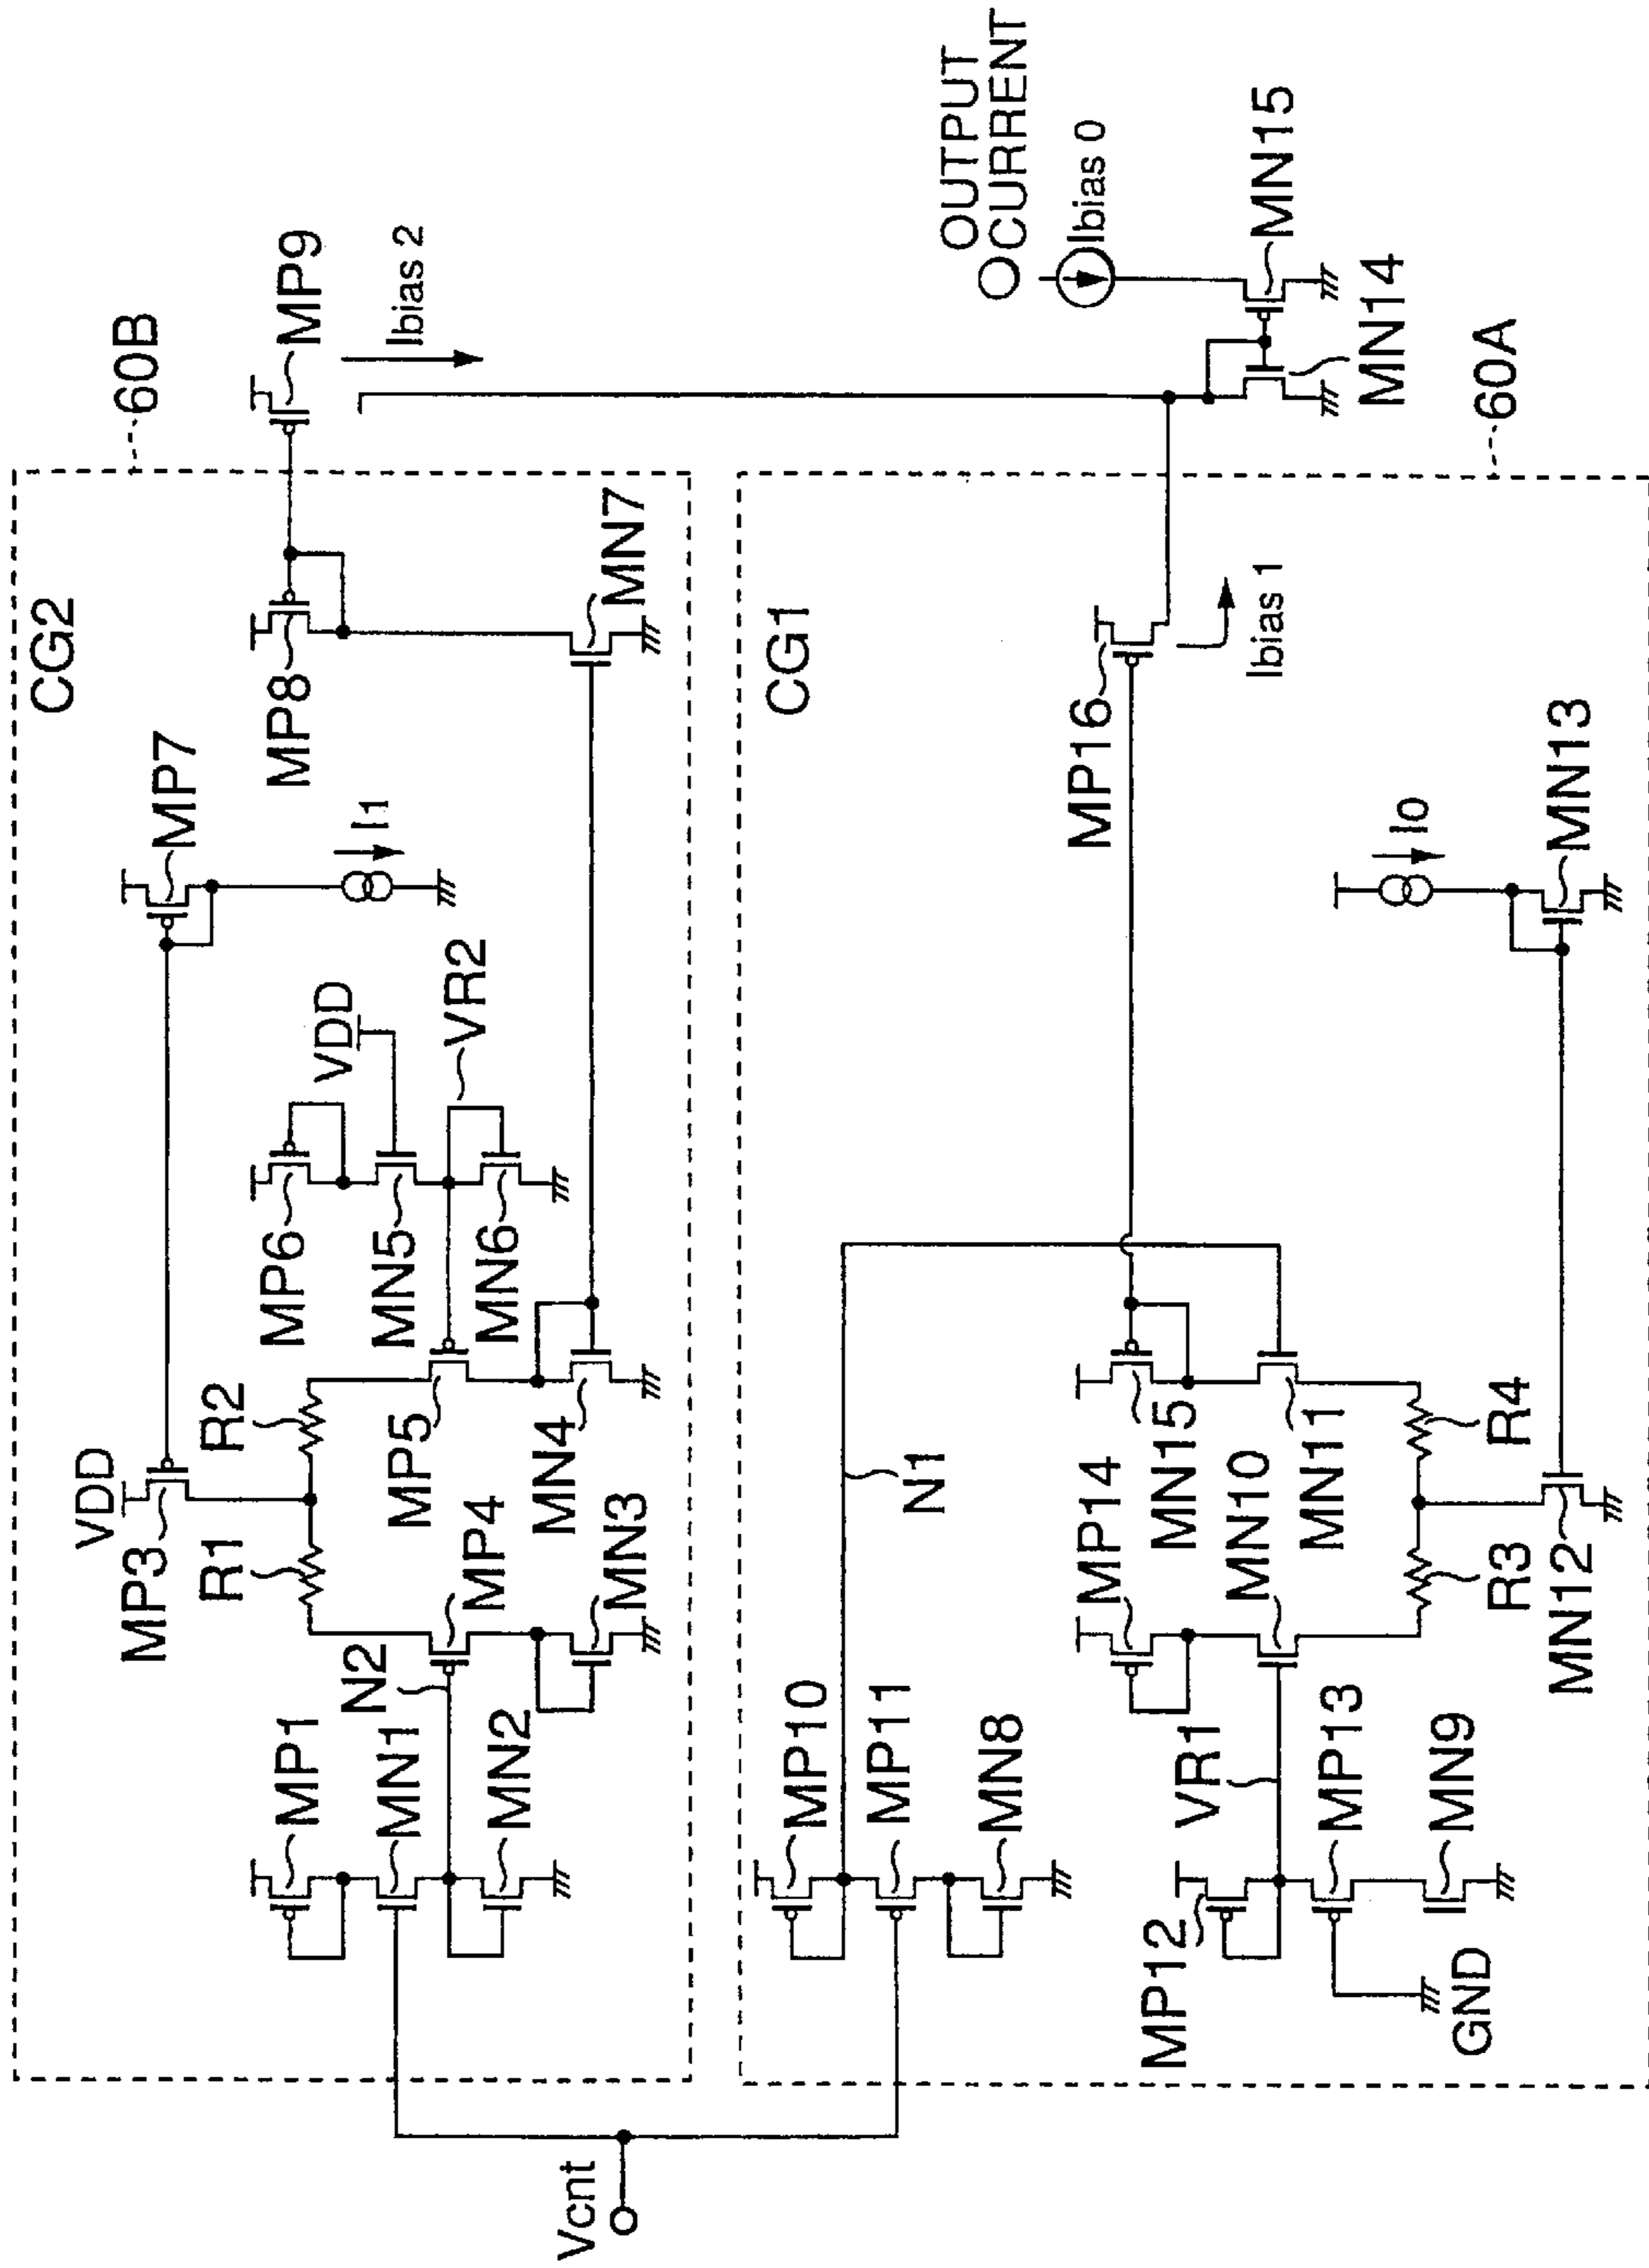 60B
CG2
VDD
MP3
MP7
I1
R1
R2
MP1
MN1
MN2
N2
MP4
MN3
MP5
MN4
MP6
MN5
MN6
VDD
VR2
MP8
MN7
MP9
Ibias 2
Vcnt
60A
CG1
MP10
MP11
MN8
N1
MP12
VR1
MP13
MN9
GND
MP14
MN15
MN10
MN11
R3
R4
MN12
MP16
Ibias 1
I0
MN13
OUTPUT
CURRENT
Ibias 0
MN15
MN14